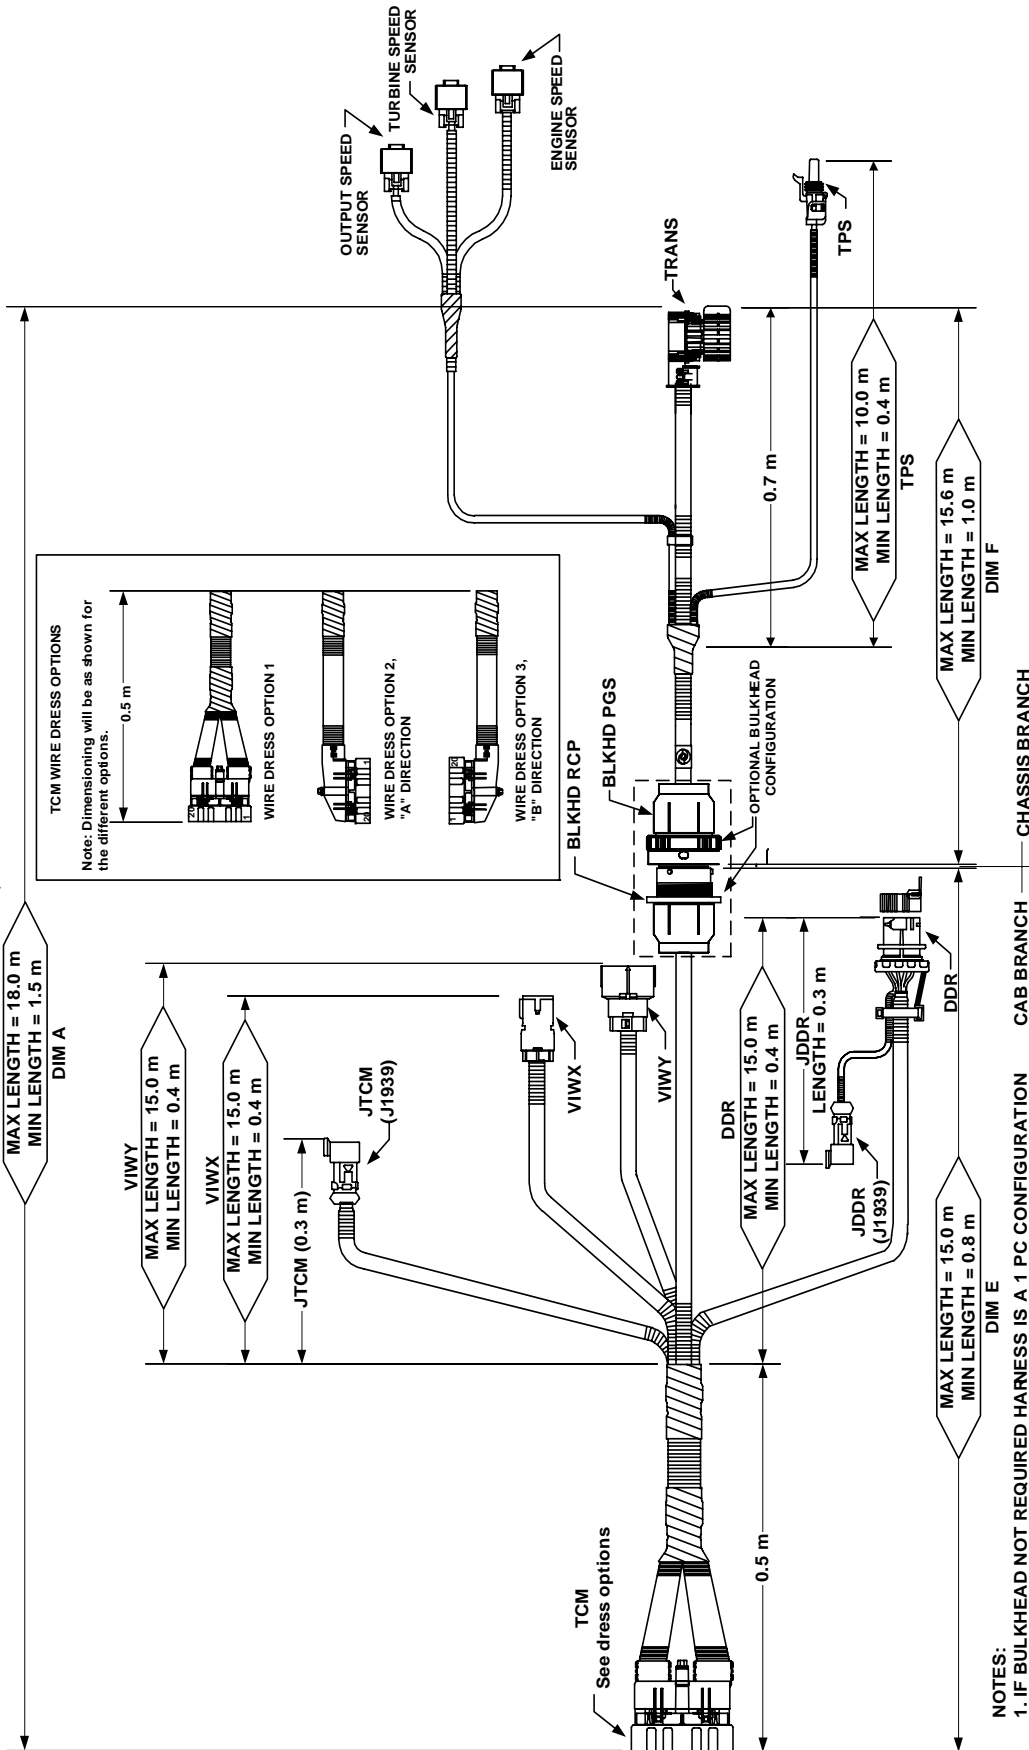 MAX LENGTH = 18.0 m
MIN LENGTH = 1.5 m
DIM A
VIWY
MAX LENGTH = 15.0 m
MIN LENGTH = 0.4 m
VIWX
MAX LENGTH = 15.0 m
MIN LENGTH = 0.4 m
JTCM (0.3 m)
JTCM
(J1939)
TCM WIRE DRESS OPTIONS
Note: Dimensioning will be as shown for
the different options.
0.5 m
20
1
WIRE DRESS OPTION 1
20
1
WIRE DRESS OPTION 2,
"A" DIRECTION
1
20
WIRE DRESS OPTION 3,
"B" DIRECTION
OUTPUT SPEED
SENSOR
TURBINE SPEED
SENSOR
ENGINE SPEED
SENSOR
TCM
See dress options
VIWX
VIWY
BLKHD RCP
BLKHD PGS
TRANS
OPTIONAL BULKHEAD
CONFIGURATION
0.5 m
DDR
MAX LENGTH = 15.0 m
MIN LENGTH = 0.4 m
JDDR
LENGTH = 0.3 m
JDDR
(J1939)
DDR
0.7 m
TPS
MAX LENGTH = 10.0 m
MIN LENGTH = 0.4 m
TPS
MAX LENGTH = 15.0 m
MIN LENGTH = 0.8 m
DIM E
MAX LENGTH = 15.6 m
MIN LENGTH = 1.0 m
DIM F
CAB BRANCH
CHASSIS BRANCH
NOTES:
1. IF BULKHEAD NOT REQUIRED HARNESS IS A 1 PC CONFIGURATION